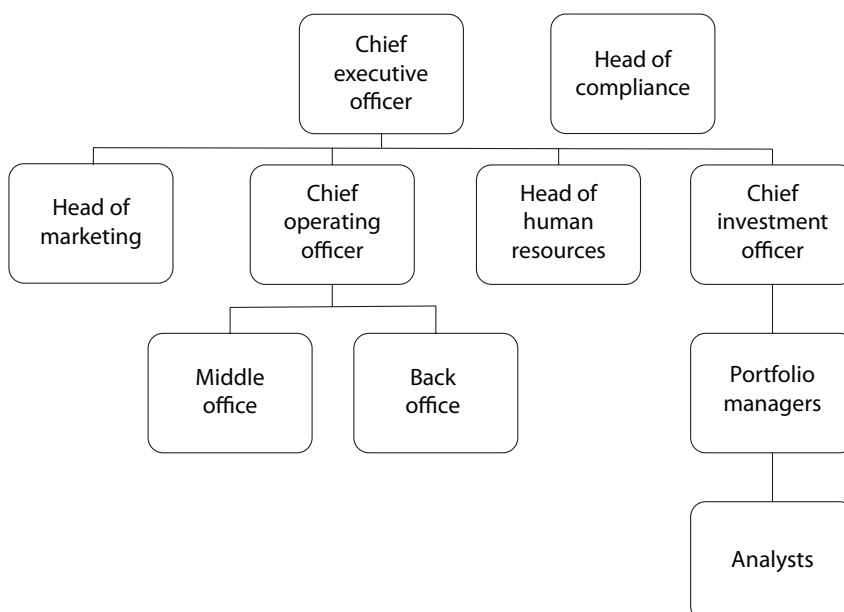 Chief
executive
officer
Head of
compliance
Head of
marketing
Chief
operating
officer
Head of
human
resources
Chief
investment
officer
Middle
office
Back
office
Portfolio
managers
Analysts